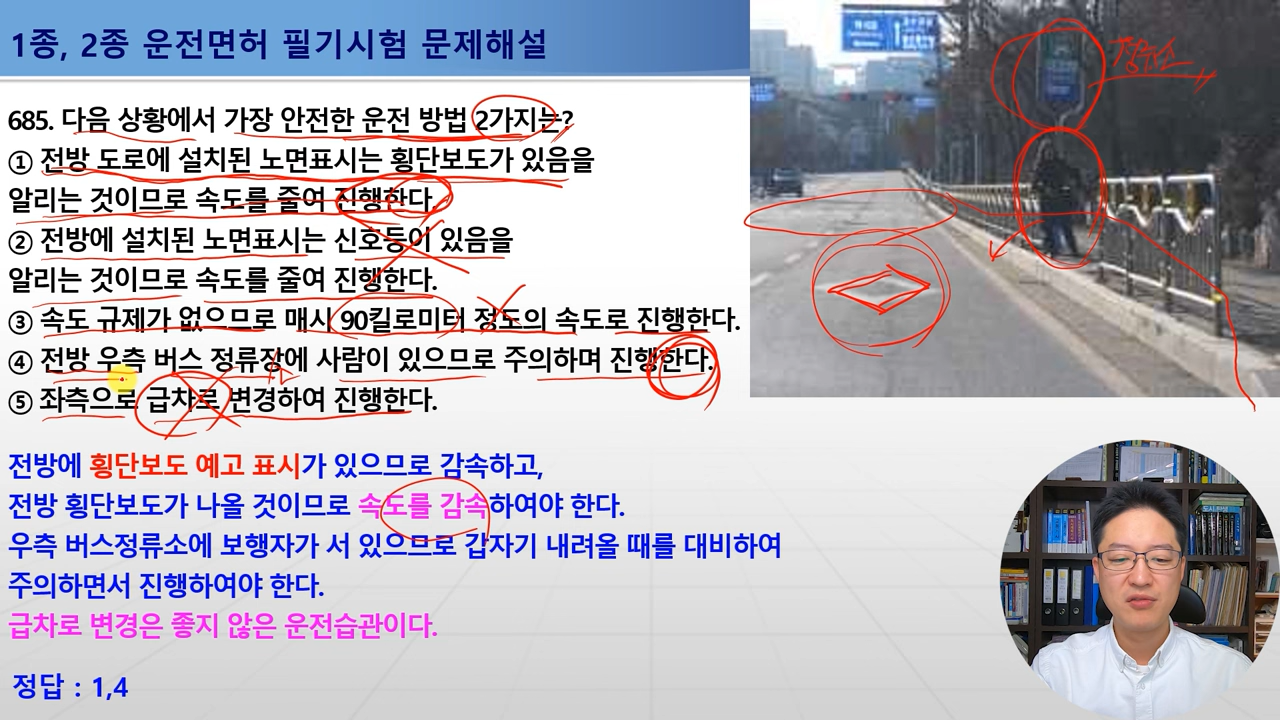 1종, 2종 운전면허 필기시험 문제해설
685. 다음 상황에서 가장 안전한 운전 방법 2가지는?
① 전방 도로에 설치된 노면표시는 횡단보도가 있음을
알리는 것이므로 속도를 줄여 진행한다.
② 전방에 설치된 노면표시는 신호등이 있음을
알리는 것이므로 속도를 줄여 진행한다.
③ 속도 규제가 없으므로 매시 90킬로미터 정도의 속도로 진행한다.
④ 전방 우측 버스 정류장에 사람이 있으므로 주의하며 진행한다.
⑤ 좌측으로 급차로 변경하여 진행한다.
전방에 횡단보도 예고 표시가 있으므로 감속하고,
전방 횡단보도가 나올 것이므로 속도를 감속하여야 한다.
우측 버스정류소에 보행자가 서 있으므로 갑자기 내려올 때를 대비하여
주의하면서 진행하여야 한다.
급차로 변경은 좋지 않은 운전습관이다.
정답 : 1,4
정류소